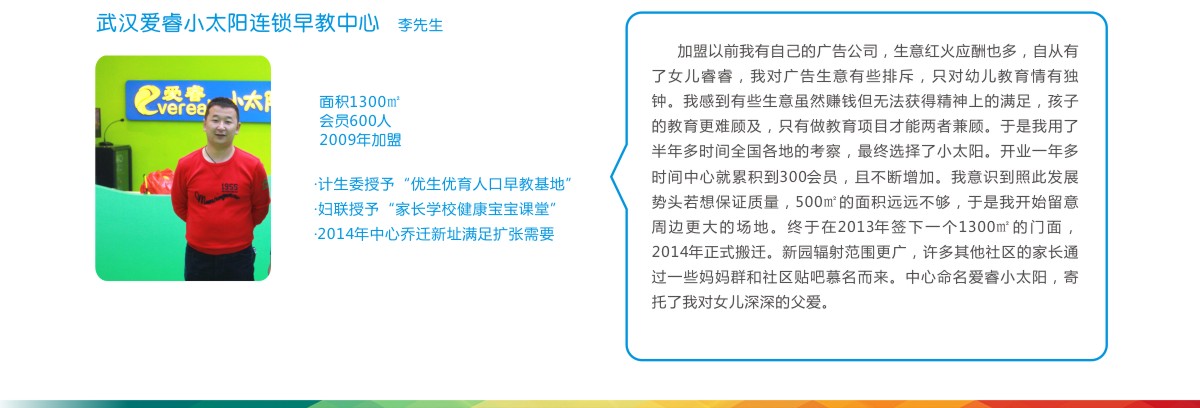 武汉爱睿小太阳连锁早教中心 李先生
爱睿
everea 小太阳
1955
面积1300㎡
会员600人
2009年加盟
·计生委授予“优生优育人口早教基地”
·妇联授予“家长学校健康宝宝课堂”
·2014年中心乔迁新址满足扩张需要
加盟以前我有自己的广告公司，生意红火应酬也多，自从有
了女儿睿睿，我对广告生意有些排斥，只对幼儿教育情有独
钟。我感到有些生意虽然赚钱但无法获得精神上的满足，孩子
的教育更难顾及，只有做教育项目才能两者兼顾。于是我用了
半年多时间全国各地的考察，最终选择了小太阳。开业一年多
时间中心就累积到300会员，且不断增加。我意识到照此发展
势头若想保证质量，500㎡的面积远远不够，于是我开始留意
周边更大的场地。终于在2013年签下一个1300㎡的门面，
2014年正式搬迁。新园辐射范围更广，许多其他社区的家长通
过一些妈妈群和社区贴吧慕名而来。中心命名爱睿小太阳，寄
托了我对女儿深深的父爱。